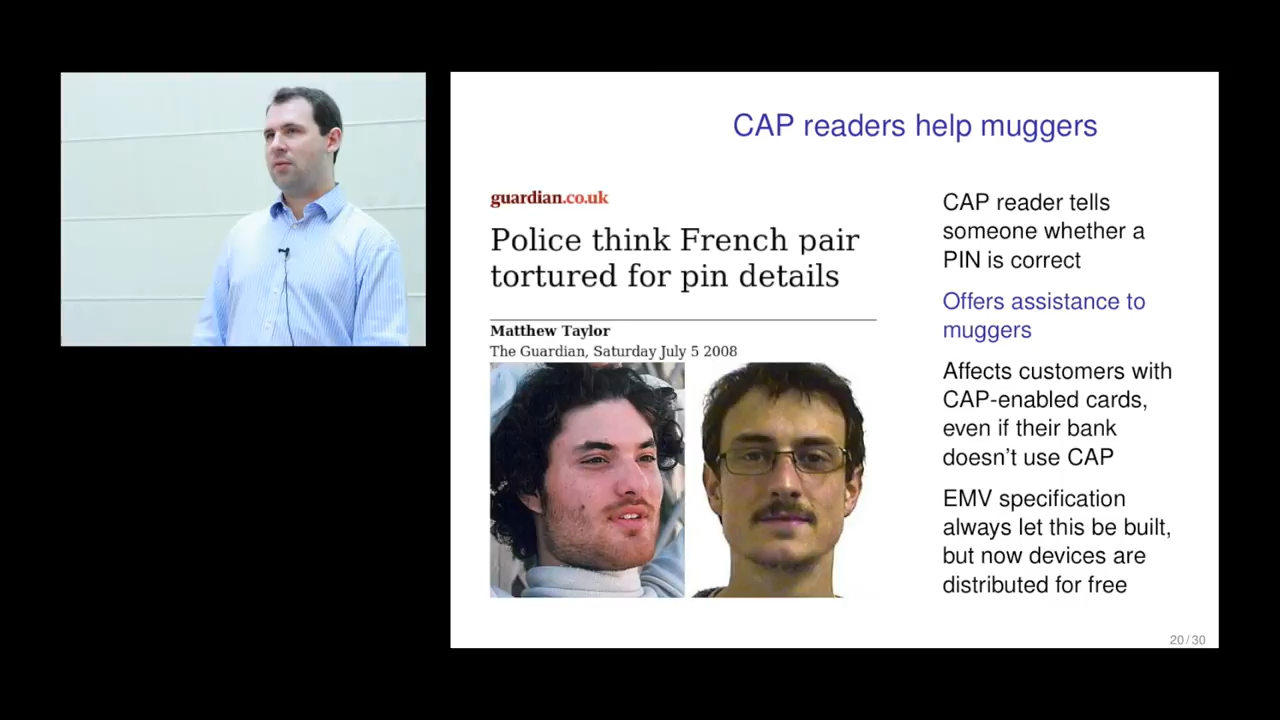 CAP readers help muggers
guardian.co.uk
Police think French pair
tortured for pin details
Matthew Taylor
The Guardian, Saturday July 5 2008
CAP reader tells
someone whether a
PIN is correct
Offers assistance to
muggers
Affects customers with
CAP-enabled cards,
even if their bank
doesn't use CAP
EMV specification
always let this be built,
but now devices are
distributed for free
20 / 30